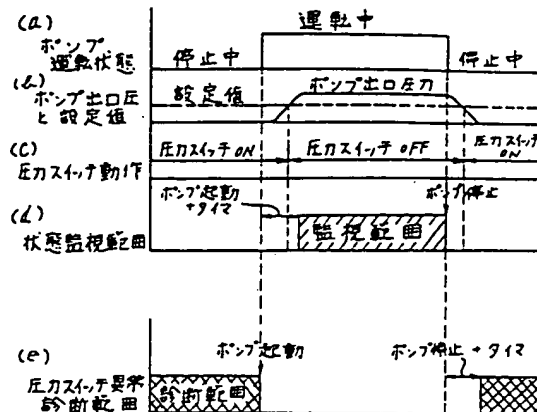 (a)
ポンプ
運転状態
停止中
運転中
停止中
(b)
ポンプ出口圧
と設定値
設定値
ポンプ出口圧力
(c)
圧力スイッチ動作
圧力スイッチON
圧力スイッチOFF
圧力スイッチ
ON
(d)
状態監視範囲
ポンプ起動
+タイマ
監視範囲
ポンプ停止
(e)
圧力スイッチ異常
診断範囲
診断範囲
ポンプ起動
ポンプ停止+タイマ